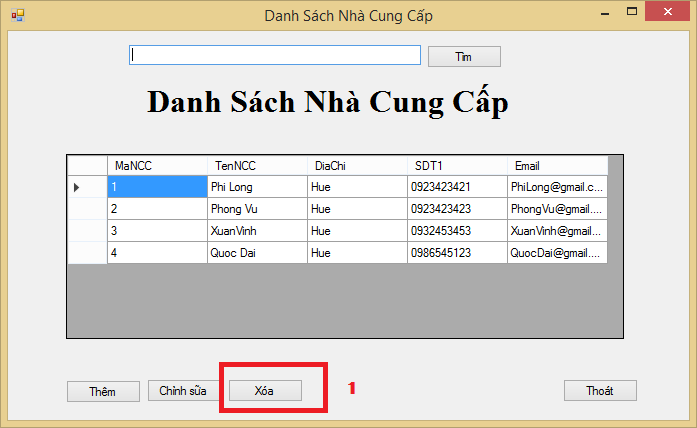 Danh Sách Nhà Cung Cấp
Tìm
Danh Sách Nhà Cung Cấp
MaNCC TenNCC DiaChi SDT1 Email
1 Phi Long Hue 0923423421 PhiLong@gmail.c...
2 Phong Vu Hue 0923423423 PhongVu@gmail....
3 XuanVinh Hue 0932453453 XuanVinh@gmail...
4 Quoc Dai Hue 0986545123 QuocDai@gmail....
Thêm Chỉnh sữa Xóa 1 Thoát